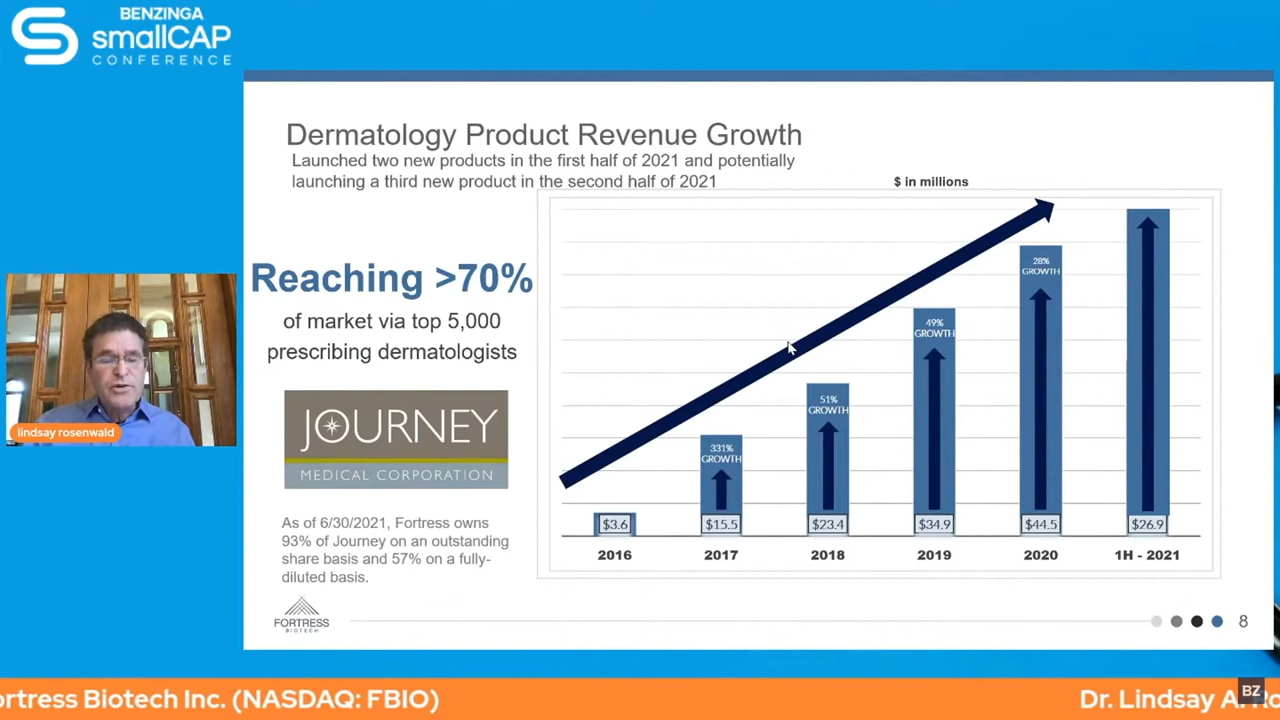 BENZINGA
smallCAP
CONFERENCE
Dermatology Product Revenue Growth
Launched two new products in the first half of 2021 and potentially
launching a third new product in the second half of 2021
$ in millions
Reaching >70%
of market via top 5,000
prescribing dermatologists
JOURNEY
MEDICAL CORPORATION
As of 6/30/2021, Fortress owns
93% of Journey on an outstanding
share basis and 57% on a fully-
diluted basis.
331%
GROWTH
51%
GROWTH
49%
GROWTH
28%
GROWTH
$3.6 $15.5 $23.4 $34.9 $44.5 $26.9
2016 2017 2018 2019 2020 1H - 2021
lindsay rosenwald
FORTRESS
BIOTECH
8
BZ
ortress Biotech Inc. (NASDAQ: FBIO) Dr. Lindsay A. Ro